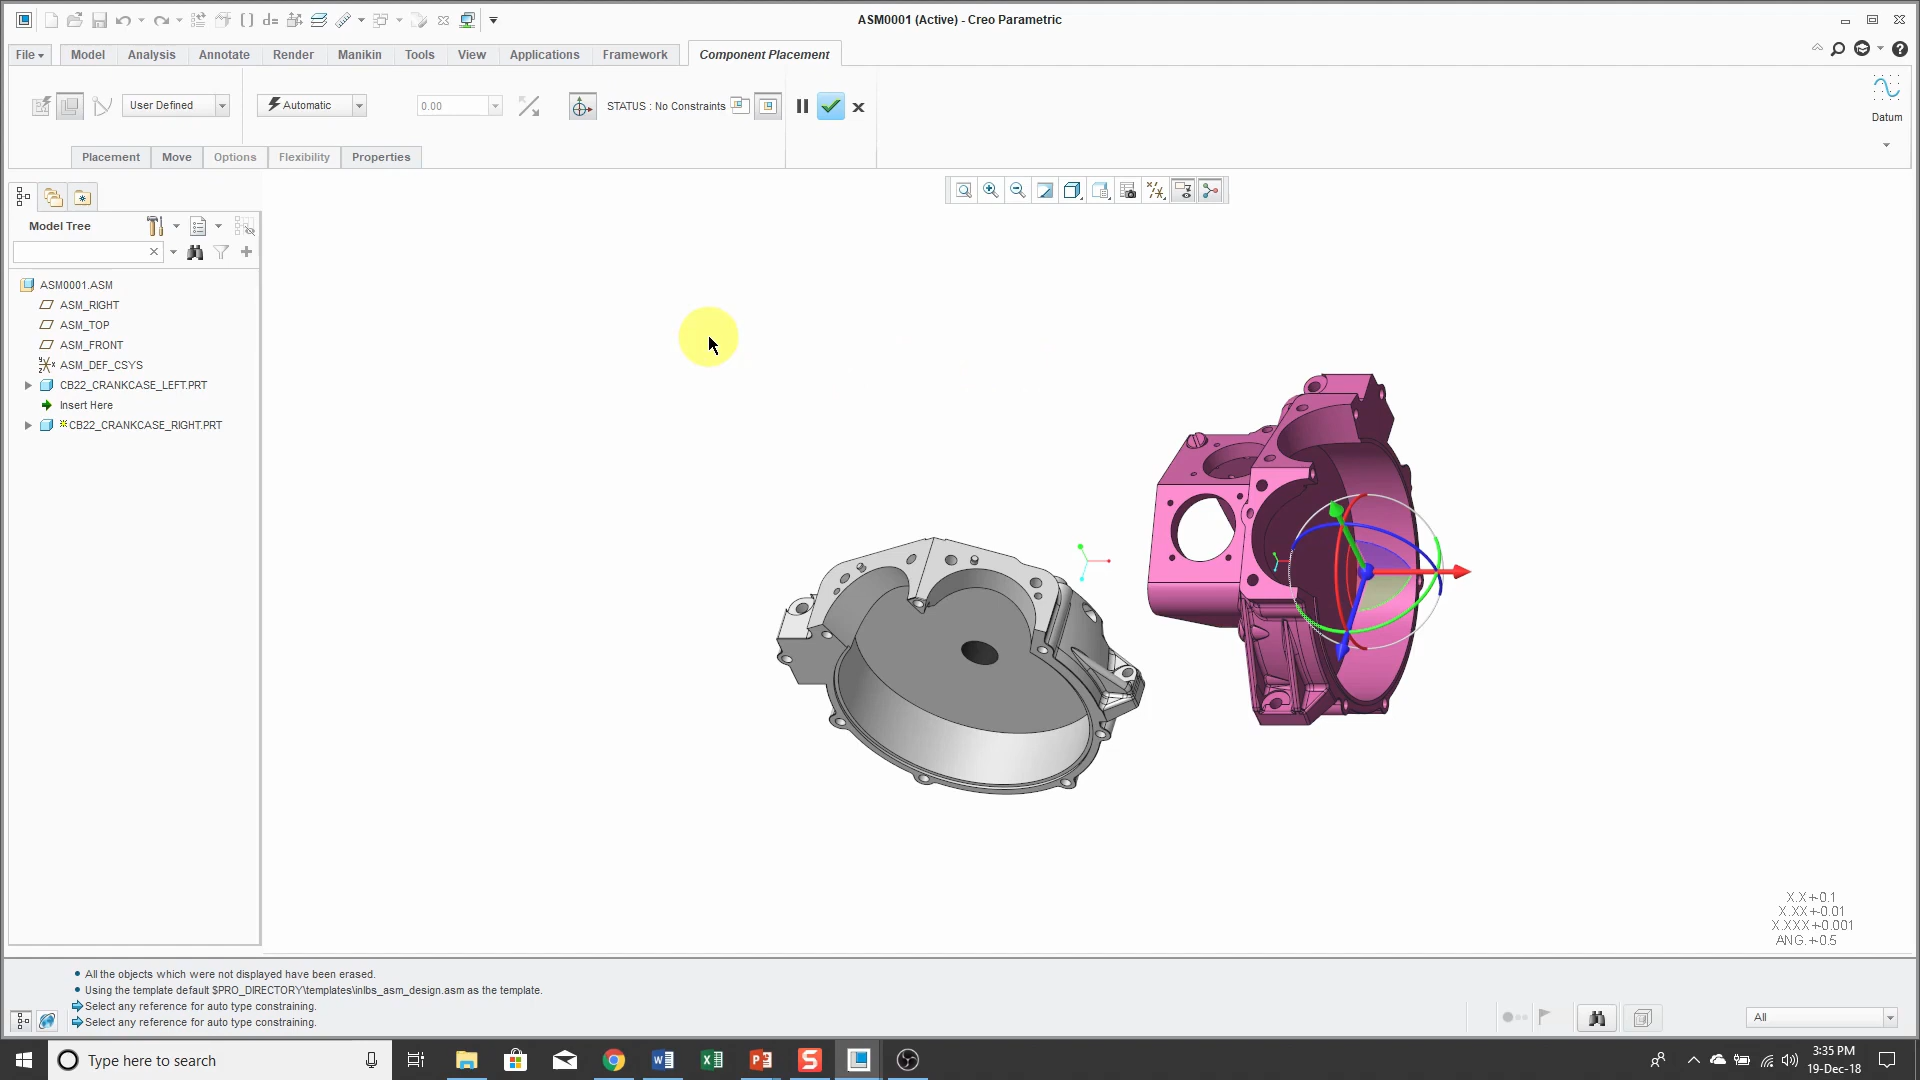 ASM0001 (Active) - Creo Parametric
File
Model
Analysis
Annotate
Render
Manikin
Tools
View
Applications
Framework
Component Placement
User Defined
Automatic
0.00
STATUS : No Constraints
Datum
Placement
Move
Options
Flexibility
Properties
Model Tree
ASM0001.ASM
ASM_RIGHT
ASM_TOP
ASM_FRONT
ASM_DEF_CSYS
CB22_CRANKCASE_LEFT.PRT
Insert Here
CB22_CRANKCASE_RIGHT.PRT
X.X+-0.1
X.XX+-0.01
X.XXX+-0.001
ANG.+-0.5
All the objects which were not displayed have been erased.
Using the template default $PRO_DIRECTORY\templates\inlbs_asm_design.asm as the template.
Select any reference for auto type constraining.
Select any reference for auto type constraining.
All
Type here to search
3:35 PM
19-Dec-18